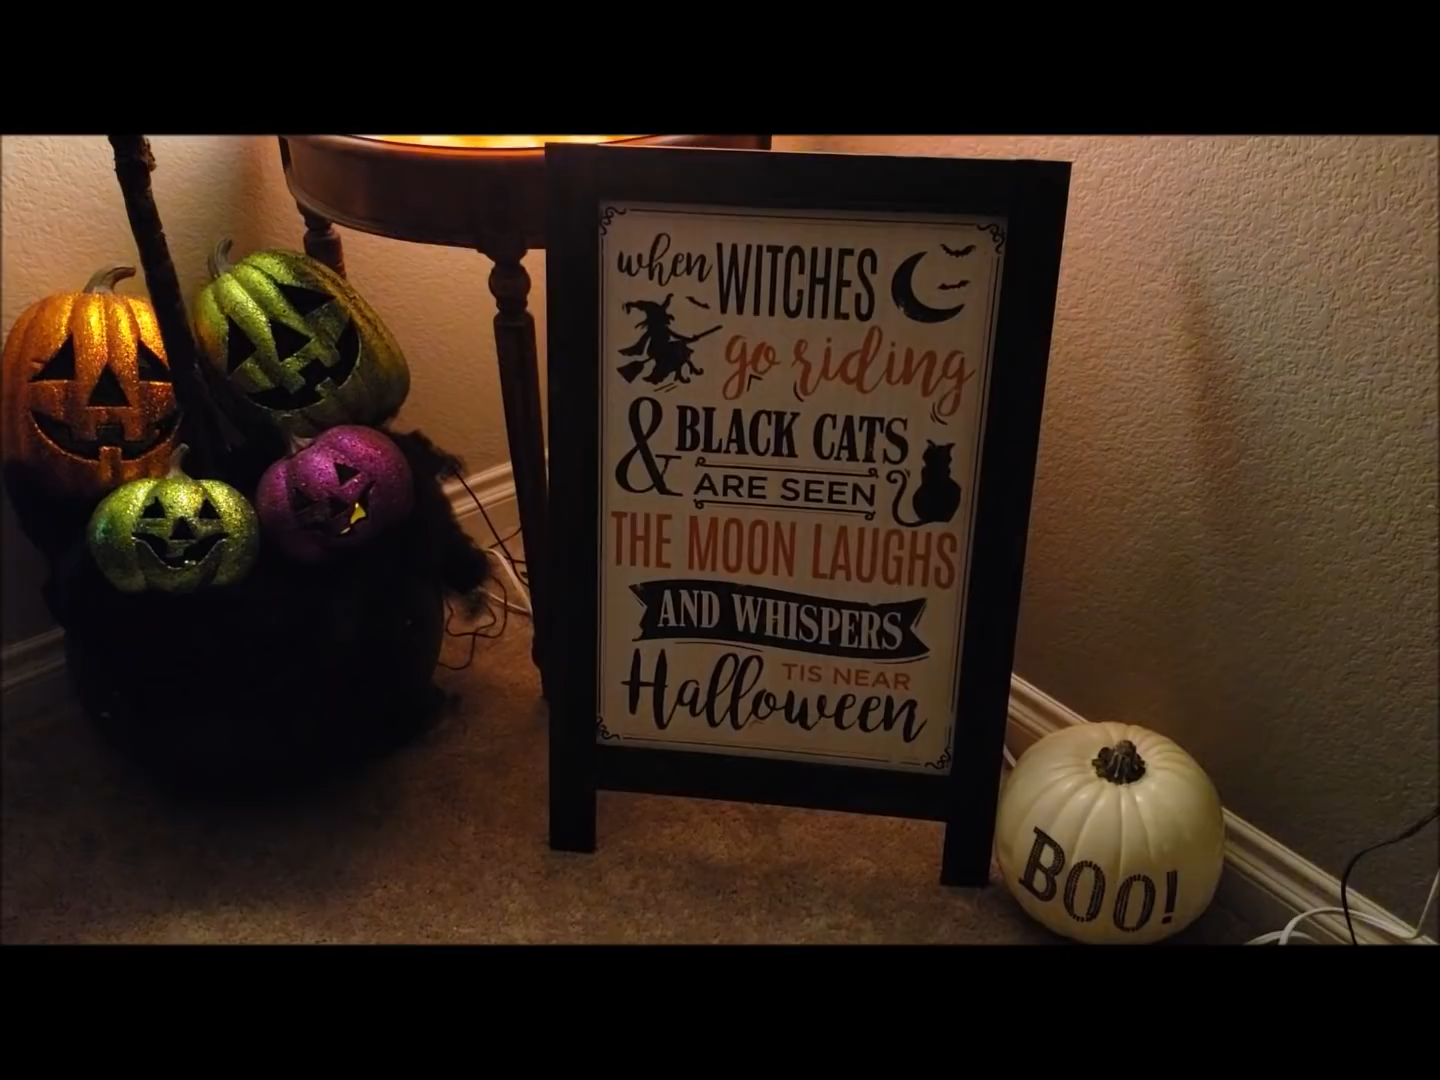 when WITCHES
go riding
& BLACK CATS
ARE SEEN
THE MOON LAUGHS
AND WHISPERS
TIS NEAR
Halloween
BOO!